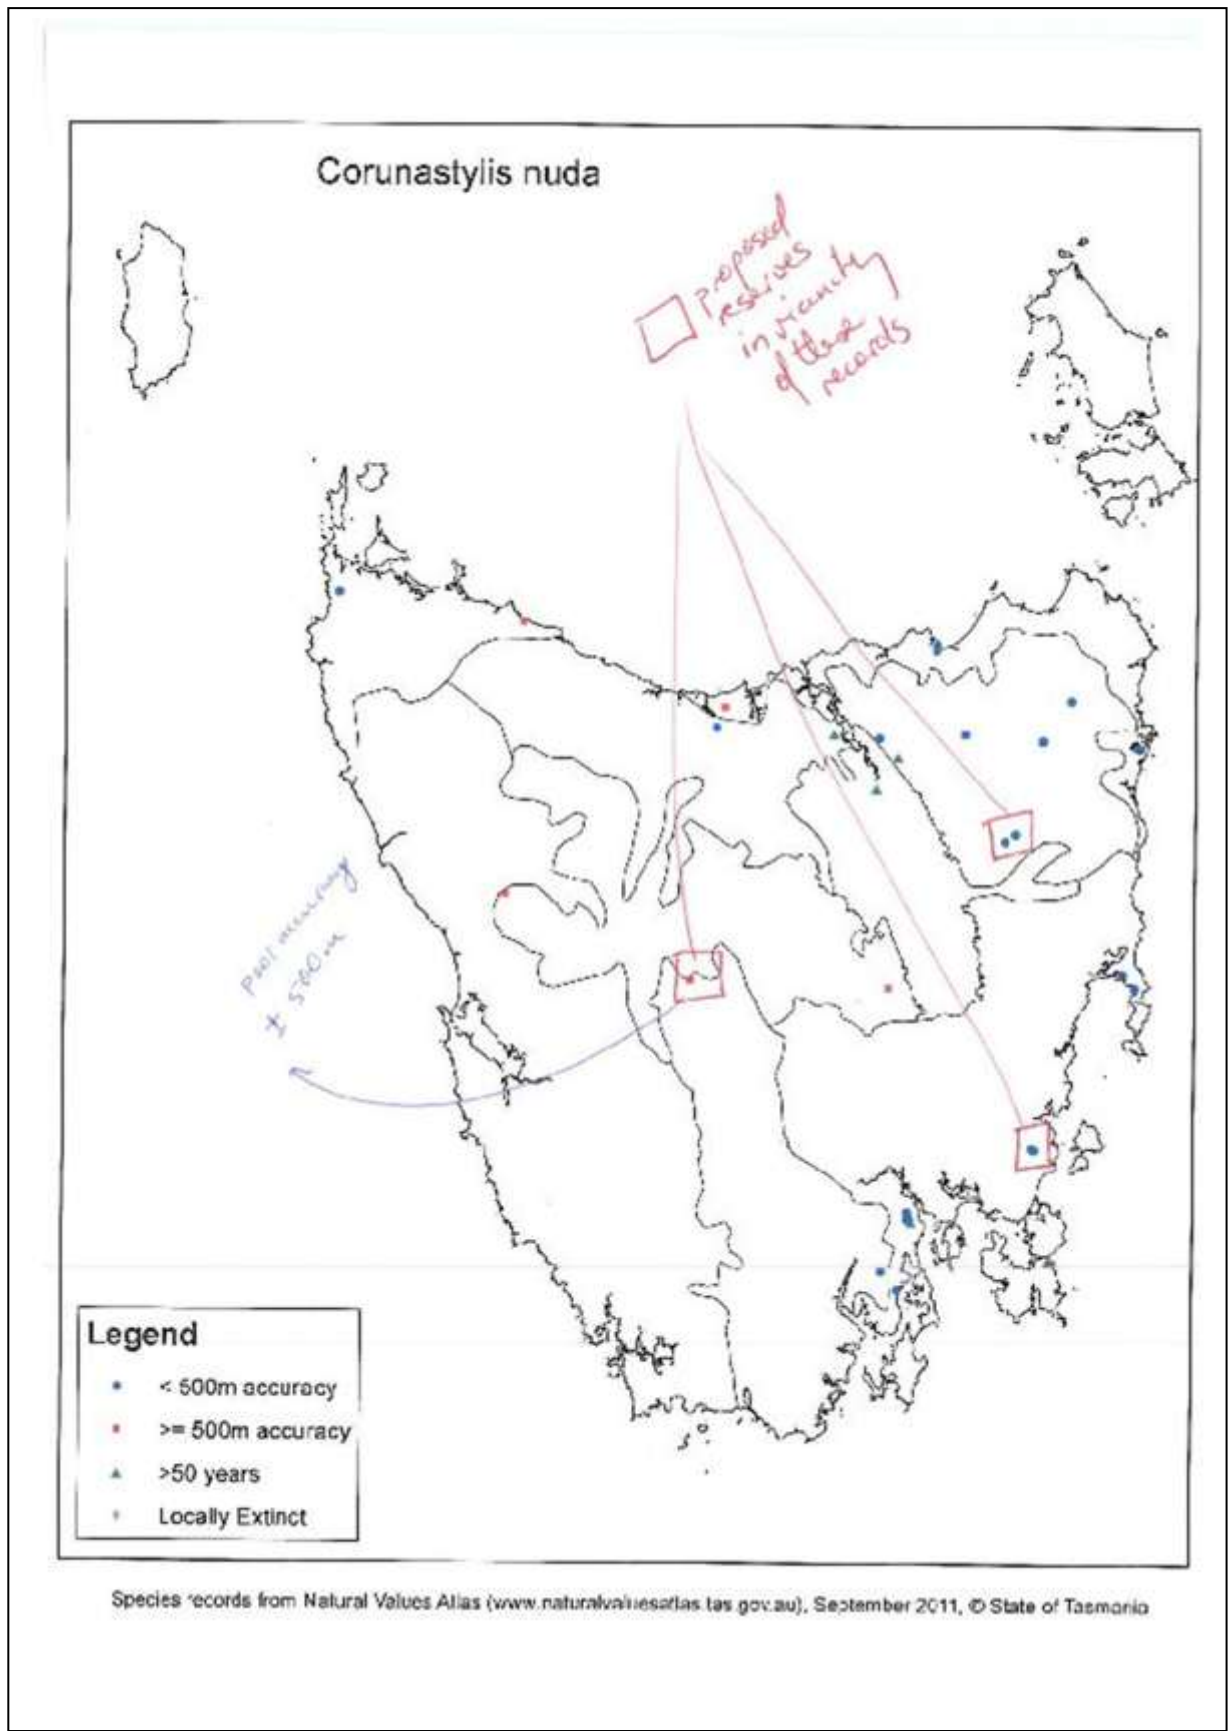 Corunastylis nuda
proposed
reserves
in vicinity
of these
records
pool accuracy
± 500m
Legend
< 500m accuracy
>= 500m accuracy
>50 years
Locally Extinct
Species records from Natural Values Atlas (www.naturalvaluesatlas.tas.gov.au), September 2011, © State of Tasmania